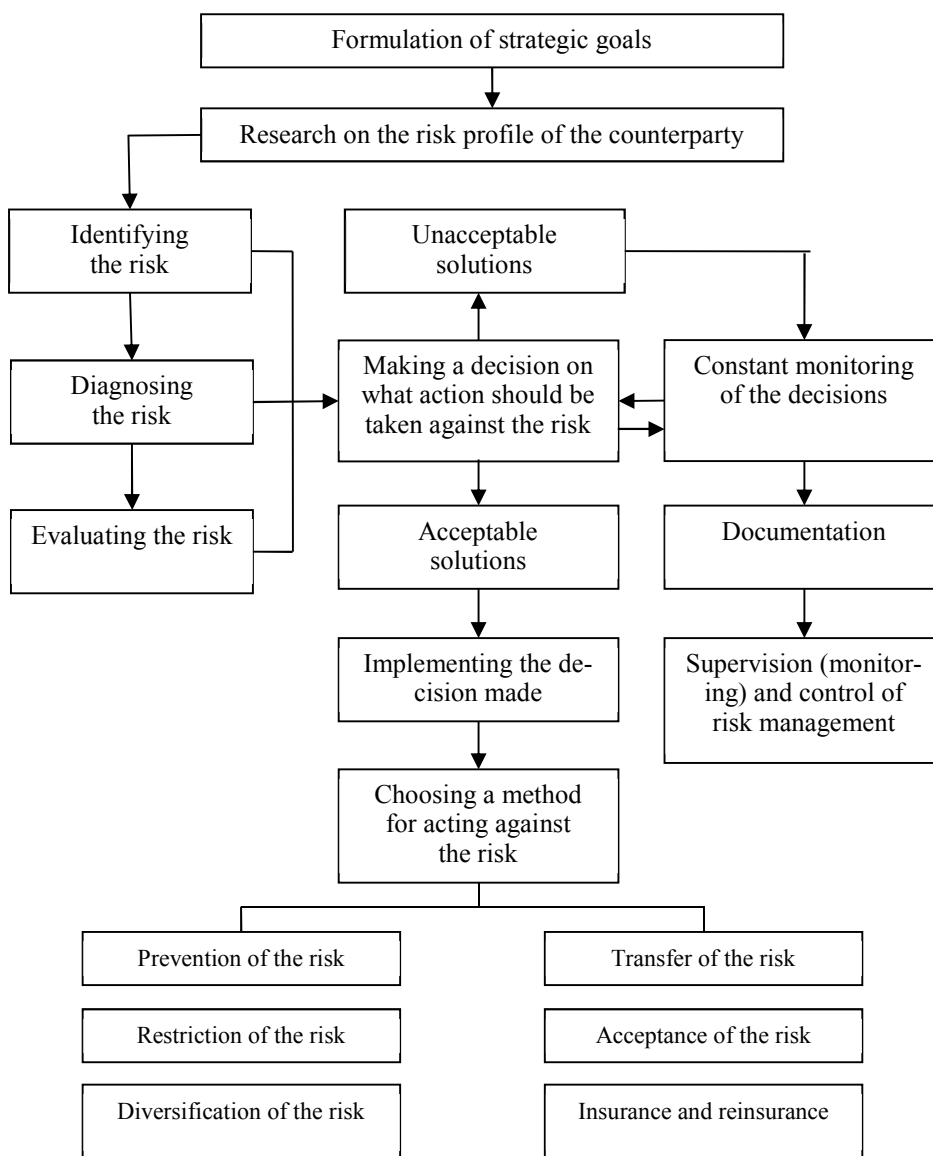 Formulation of strategic goals
Research on the risk profile of the counterparty
Identifying
the risk
Unacceptable
solutions
Diagnosing
the risk
Making a decision on
what action should be
taken against the risk
Constant monitoring
of the decisions
Evaluating the risk
Acceptable
solutions
Documentation
Implementing the de-
cision made
Supervision (monitor-
ing) and control of
risk management
Choosing a method
for acting against
the risk
Prevention of the risk
Transfer of the risk
Restriction of the risk
Acceptance of the risk
Diversification of the risk
Insurance and reinsurance